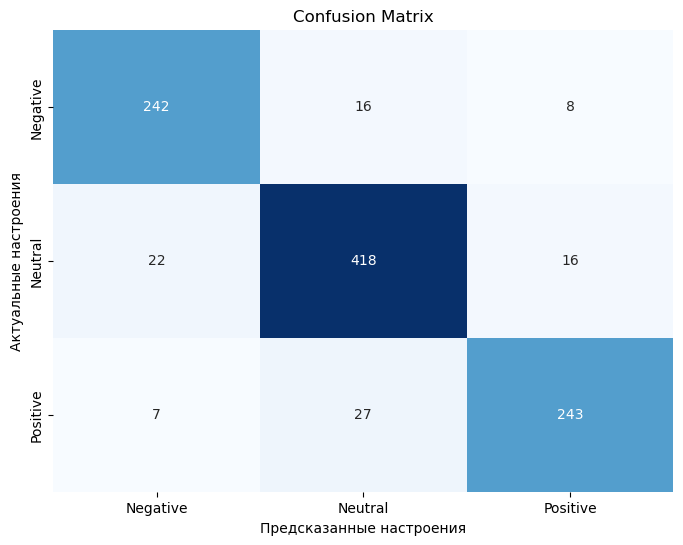 Confusion Matrix
Актуальные настроения
Negative
242
16
8
Neutral
22
418
16
Positive
7
27
243
Negative
Neutral
Positive
Предсказанные настроения